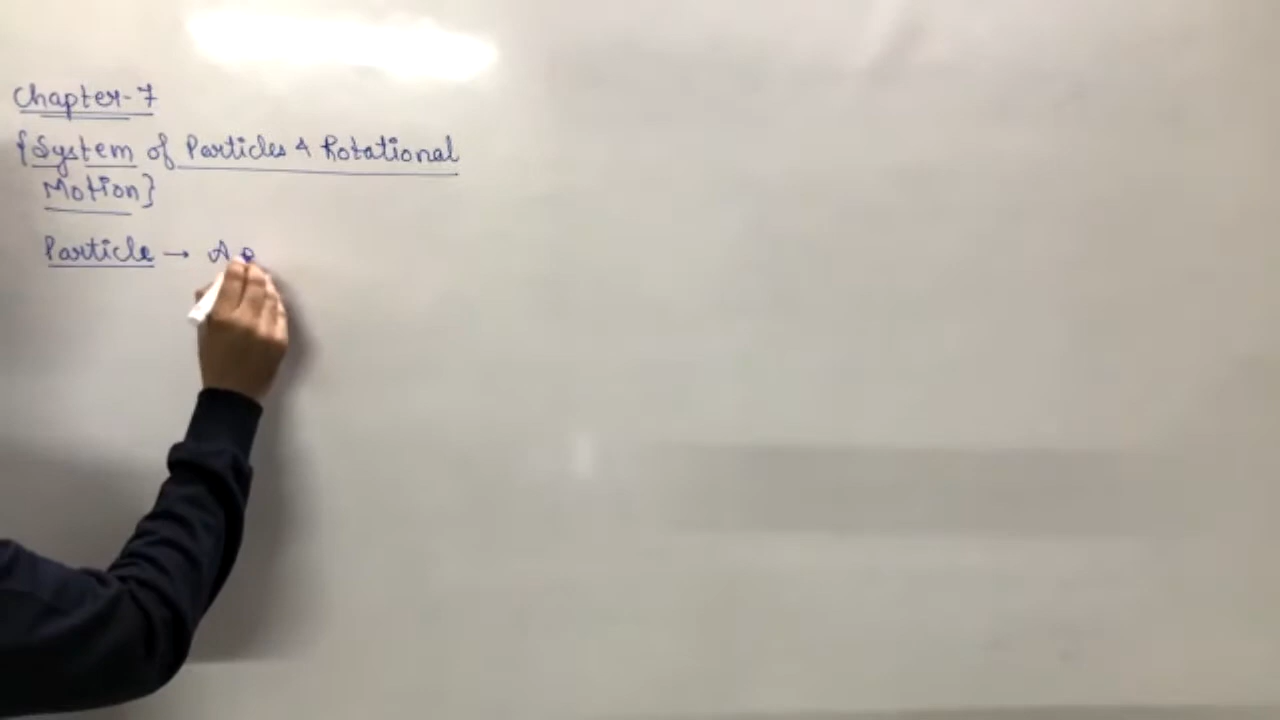 Chapter-7
{System of Particles & Rotational
Motion}
Particle → A